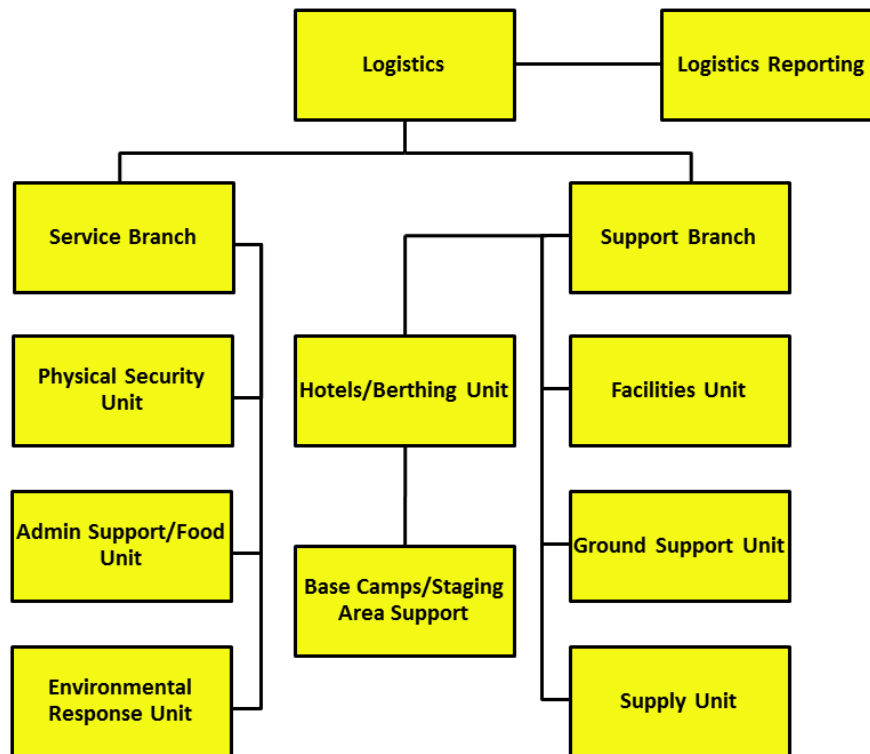 Logistics
Logistics Reporting
Service Branch
Support Branch
Physical Security
Unit
Hotels/Berthing Unit
Facilities Unit
Admin Support/Food
Unit
Base Camps/Staging
Area Support
Ground Support Unit
Environmental
Response Unit
Supply Unit